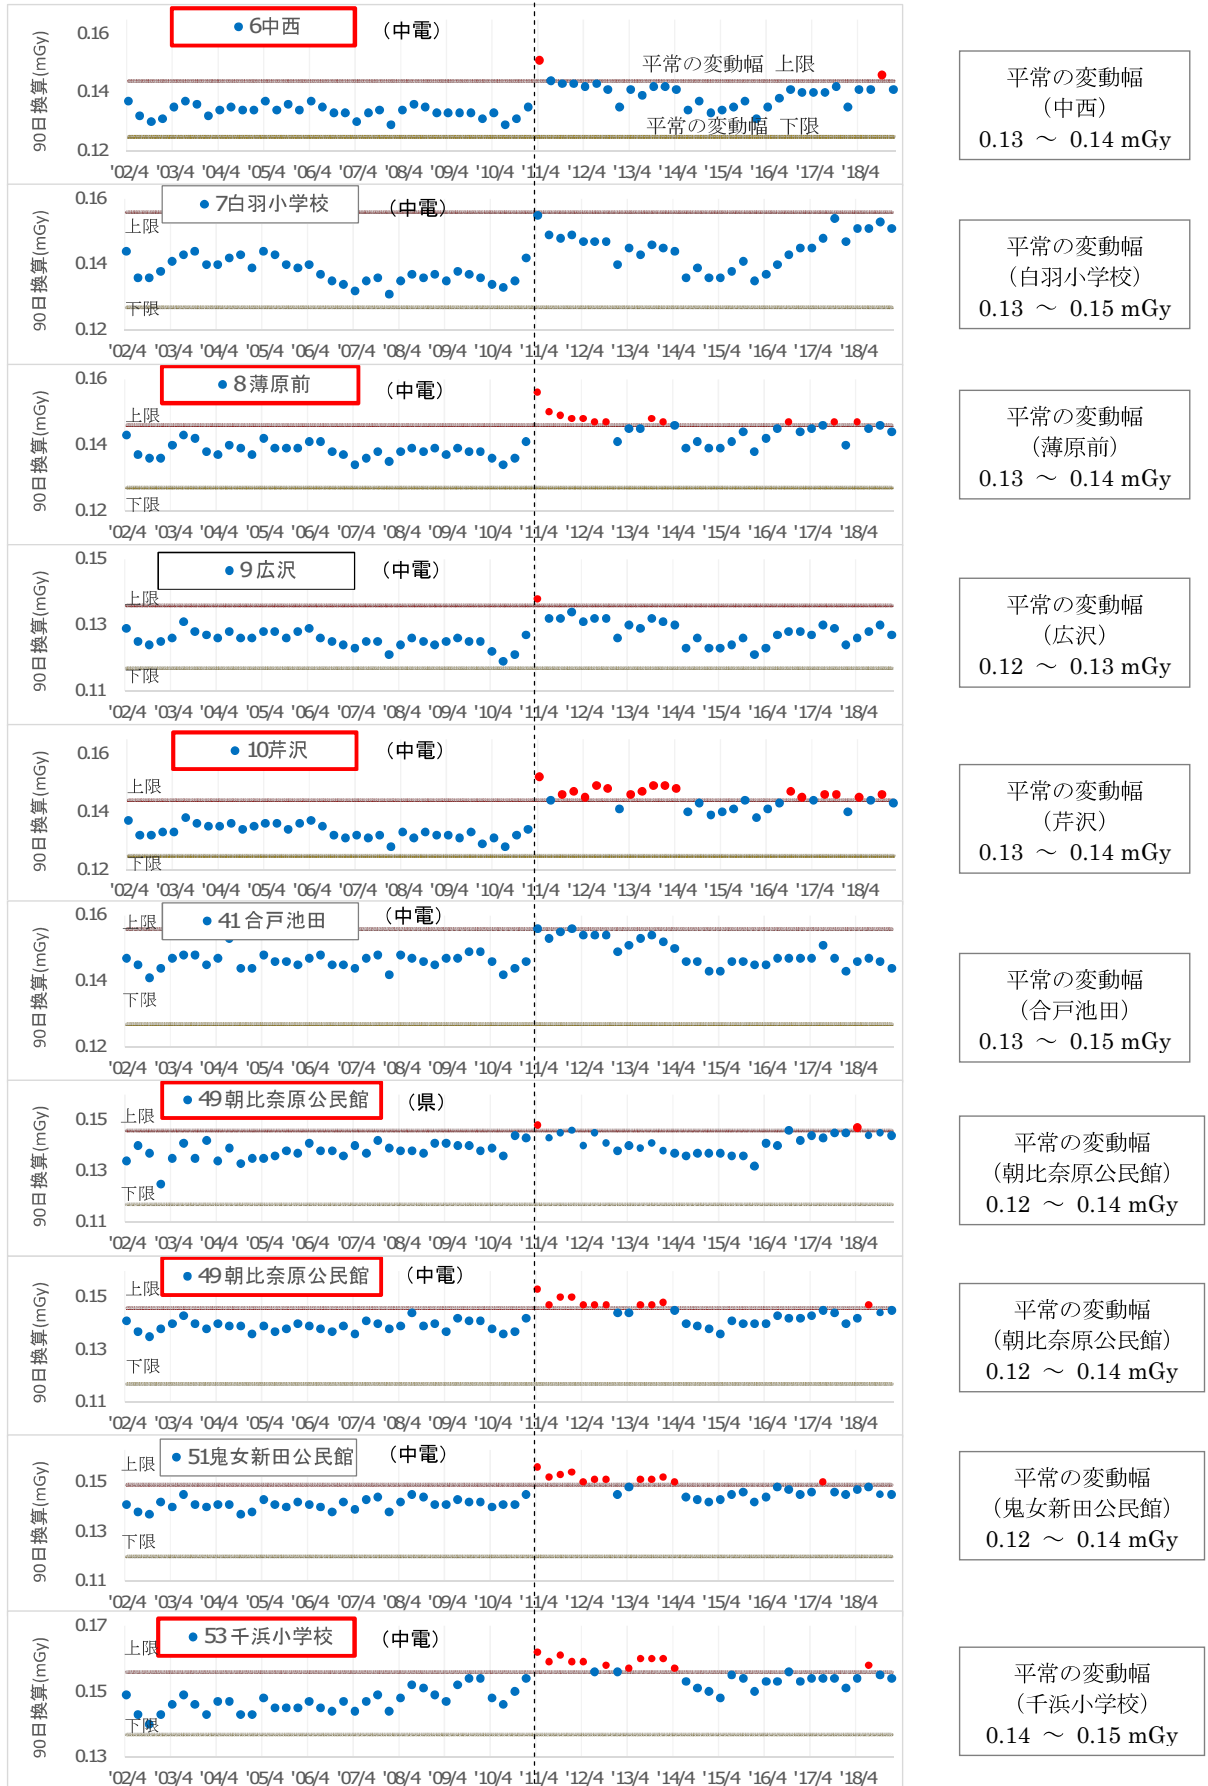 6中西
（中電）
90日換算(mGy)
0.16
0.14
0.12
平常の変動幅 上限
平常の変動幅 下限
'02/4 '03/4 '04/4 '05/4 '06/4 '07/4 '08/4 '09/4 '10/4 '11/4 '12/4 '13/4 '14/4 '15/4 '16/4 '17/4 '18/4
平常の変動幅
（中西）
0.13 ～ 0.14 mGy
7白羽小学校
（中電）
90日換算(mGy)
0.16
0.14
0.12
上限
下限
'02/4 '03/4 '04/4 '05/4 '06/4 '07/4 '08/4 '09/4 '10/4 '11/4 '12/4 '13/4 '14/4 '15/4 '16/4 '17/4 '18/4
平常の変動幅
（白羽小学校）
0.13 ～ 0.15 mGy
8薄原前
（中電）
90日換算(mGy)
0.16
0.14
0.12
上限
下限
'02/4 '03/4 '04/4 '05/4 '06/4 '07/4 '08/4 '09/4 '10/4 '11/4 '12/4 '13/4 '14/4 '15/4 '16/4 '17/4 '18/4
平常の変動幅
（薄原前）
0.13 ～ 0.14 mGy
9広沢
（中電）
90日換算(mGy)
0.15
0.13
0.11
上限
下限
'02/4 '03/4 '04/4 '05/4 '06/4 '07/4 '08/4 '09/4 '10/4 '11/4 '12/4 '13/4 '14/4 '15/4 '16/4 '17/4 '18/4
平常の変動幅
（広沢）
0.12 ～ 0.13 mGy
10芹沢
（中電）
90日換算(mGy)
0.16
0.14
0.12
上限
下限
'02/4 '03/4 '04/4 '05/4 '06/4 '07/4 '08/4 '09/4 '10/4 '11/4 '12/4 '13/4 '14/4 '15/4 '16/4 '17/4 '18/4
平常の変動幅
（芹沢）
0.13 ～ 0.14 mGy
41合戸池田
（中電）
90日換算(mGy)
0.16
0.14
0.12
上限
下限
'02/4 '03/4 '04/4 '05/4 '06/4 '07/4 '08/4 '09/4 '10/4 '11/4 '12/4 '13/4 '14/4 '15/4 '16/4 '17/4 '18/4
平常の変動幅
（合戸池田）
0.13 ～ 0.15 mGy
49朝比奈原公民館
（県）
90日換算(mGy)
0.15
0.13
0.11
上限
下限
'02/4 '03/4 '04/4 '05/4 '06/4 '07/4 '08/4 '09/4 '10/4 '11/4 '12/4 '13/4 '14/4 '15/4 '16/4 '17/4 '18/4
平常の変動幅
（朝比奈原公民館）
0.12 ～ 0.14 mGy
49朝比奈原公民館
（中電）
90日換算(mGy)
0.15
0.13
0.11
上限
下限
'02/4 '03/4 '04/4 '05/4 '06/4 '07/4 '08/4 '09/4 '10/4 '11/4 '12/4 '13/4 '14/4 '15/4 '16/4 '17/4 '18/4
平常の変動幅
（朝比奈原公民館）
0.12 ～ 0.14 mGy
51鬼女新田公民館
（中電）
90日換算(mGy)
0.15
0.13
0.11
上限
下限
'02/4 '03/4 '04/4 '05/4 '06/4 '07/4 '08/4 '09/4 '10/4 '11/4 '12/4 '13/4 '14/4 '15/4 '16/4 '17/4 '18/4
平常の変動幅
（鬼女新田公民館）
0.12 ～ 0.14 mGy
53千浜小学校
（中電）
90日換算(mGy)
0.17
0.15
0.13
上限
下限
'02/4 '03/4 '04/4 '05/4 '06/4 '07/4 '08/4 '09/4 '10/4 '11/4 '12/4 '13/4 '14/4 '15/4 '16/4 '17/4 '18/4
平常の変動幅
（千浜小学校）
0.14 ～ 0.15 mGy